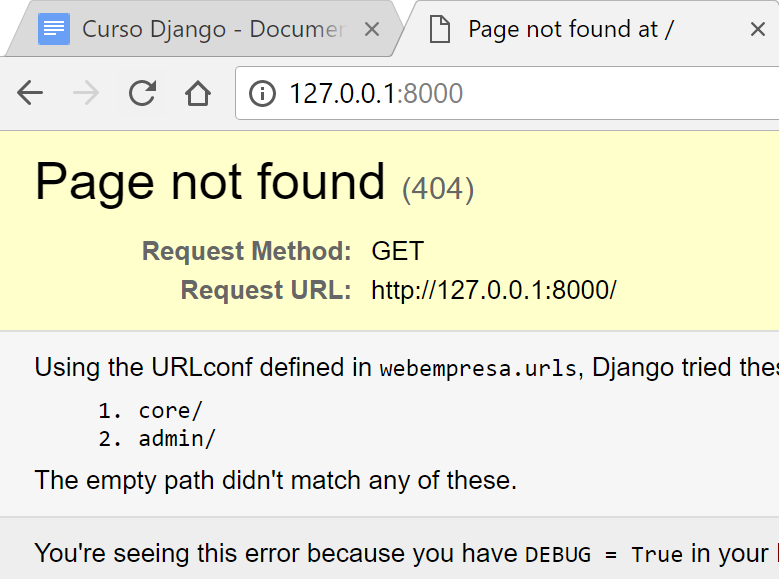 Curso Django - Documen
Page not found at /
127.0.0.1:8000
Page not found (404)
Request Method: GET
Request URL: http://127.0.0.1:8000/
Using the URLconf defined in webempresa.urls, Django tried thes
1. core/
2. admin/
The empty path didn't match any of these.
You're seeing this error because you have DEBUG = True in your